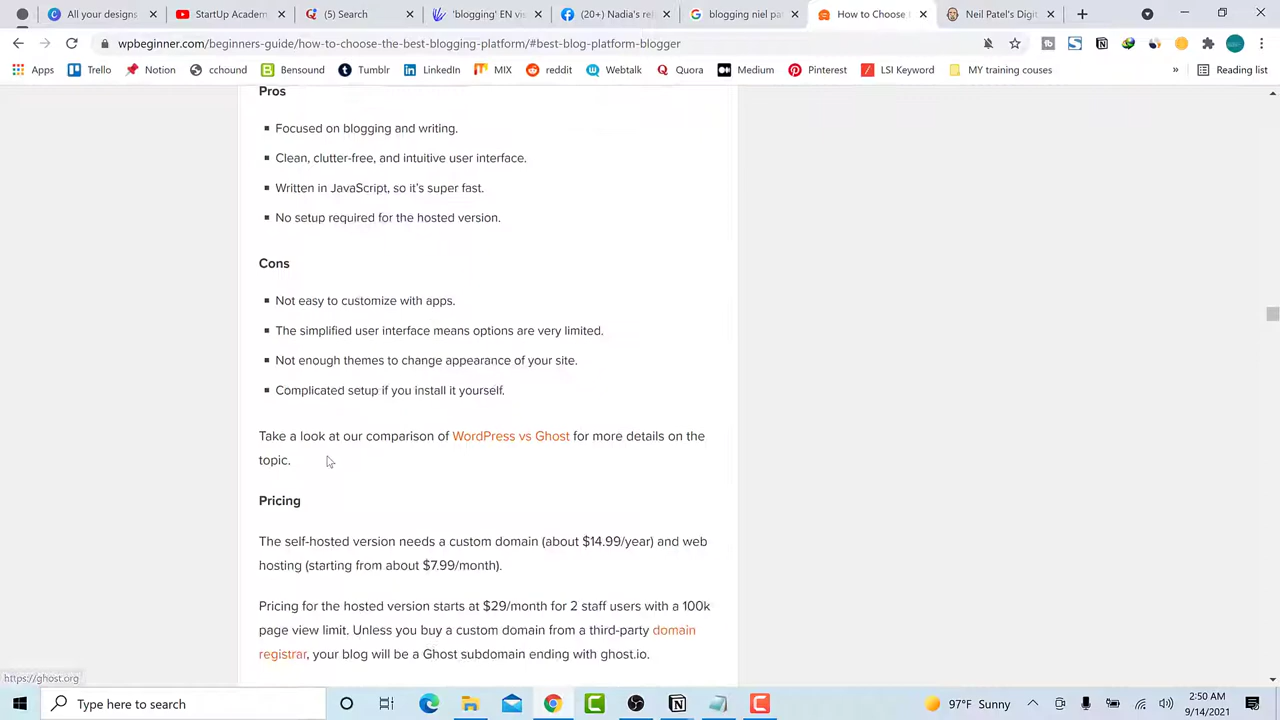 All your desi
StartUp Acader
(5) Search
'blogging' EN vi
(20+) Nadia's re
blogging niel pat
How to Choose t
Neil Patel's Digit
wpbeginner.com/beginners-guide/how-to-choose-the-best-blogging-platform/#best-blog-platform-blogger
Apps
Trello
Notion
cchound
Bensound
Tumblr
LinkedIn
MIX
reddit
Webtalk
Quora
Medium
Pinterest
LSI Keyword
MY training couses
»
Reading list
Pros
Focused on blogging and writing.
Clean, clutter-free, and intuitive user interface.
Written in JavaScript, so it's super fast.
No setup required for the hosted version.
Cons
Not easy to customize with apps.
The simplified user interface means options are very limited.
Not enough themes to change appearance of your site.
Complicated setup if you install it yourself.
Take a look at our comparison of WordPress vs Ghost for more details on the
topic.
Pricing
The self-hosted version needs a custom domain (about $14.99/year) and web
hosting (starting from about $7.99/month).
Pricing for the hosted version starts at $29/month for 2 staff users with a 100k
page view limit. Unless you buy a custom domain from a third-party domain
registrar, your blog will be a Ghost subdomain ending with ghost.io.
https://ghost.org
Type here to search
97°F Sunny
2:50 AM
9/14/2021